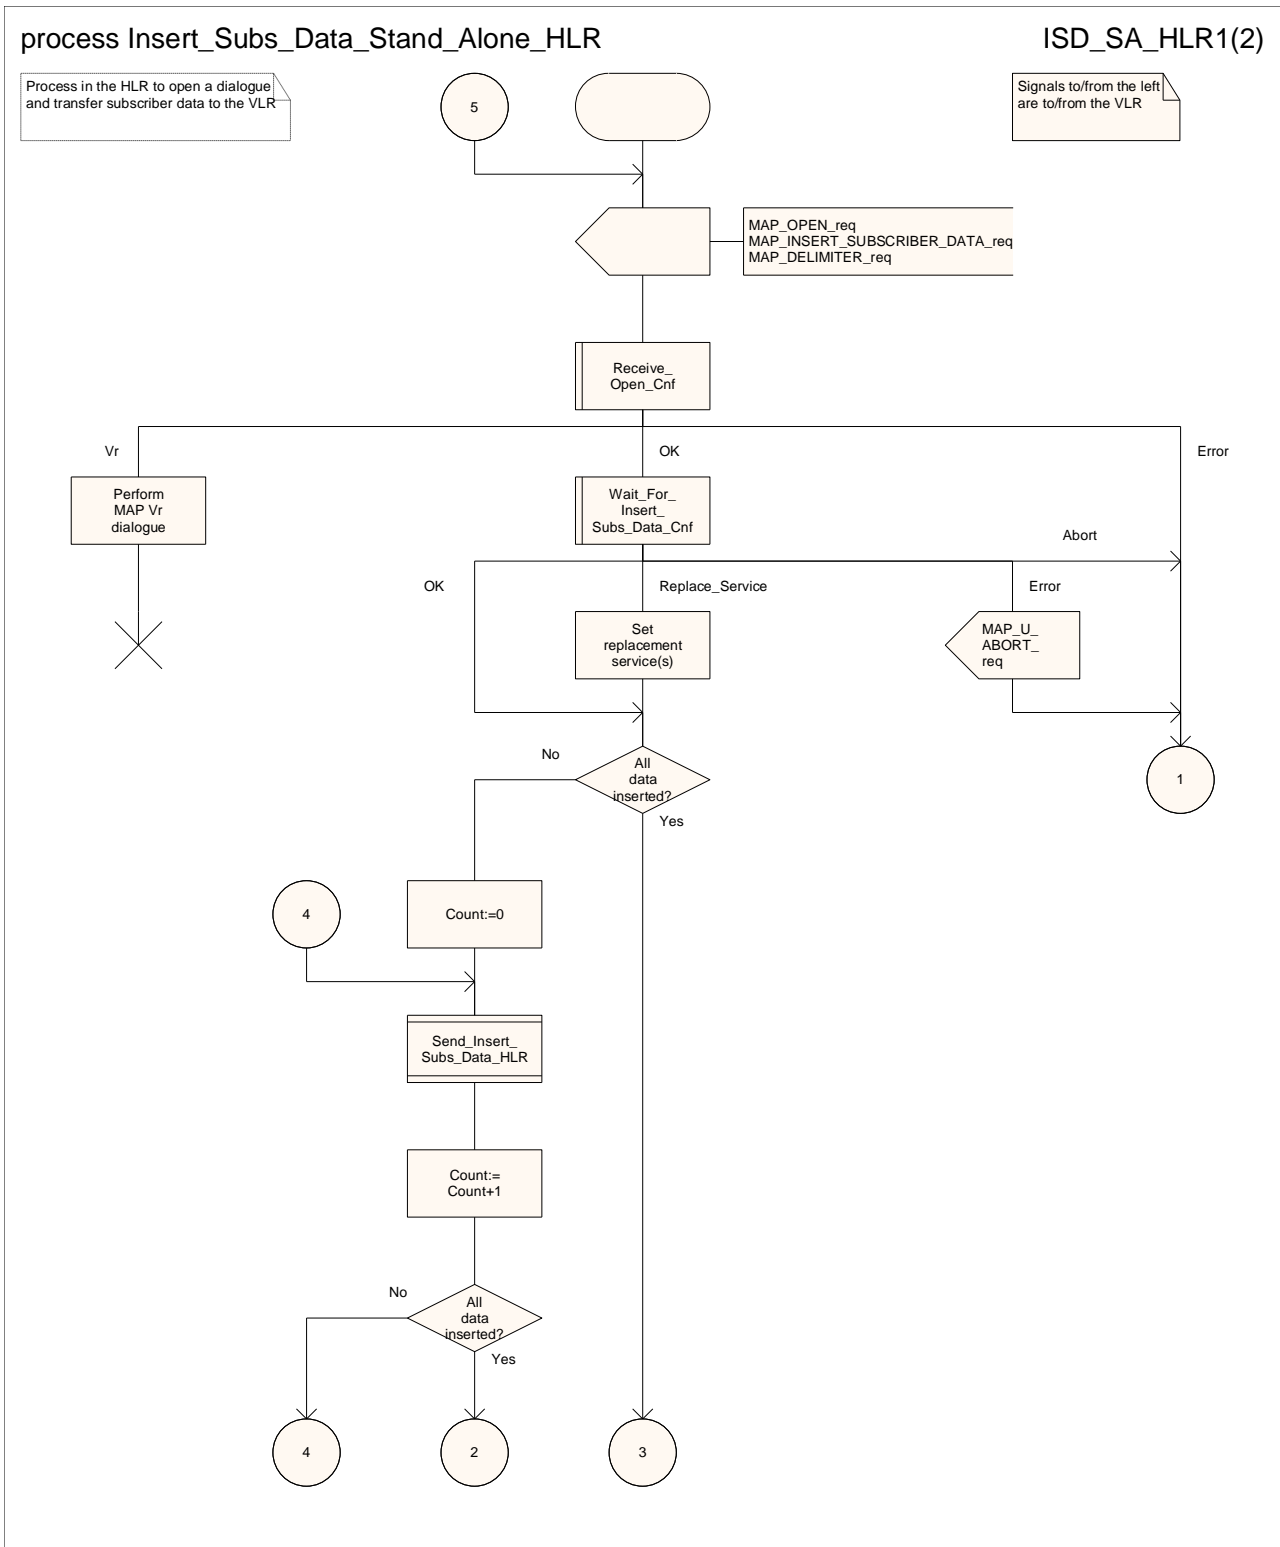 process Insert_Subs_Data_Stand_Alone_HLR
ISD_SA_HLR1(2)
Process in the HLR to open a dialogue
and transfer subscriber data to the VLR
5
Signals to/from the left
are to/from the VLR
MAP_OPEN_req
MAP_INSERT_SUBSCRIBER_DATA_req
MAP_DELIMITER_req
Receive_
Open_Cnf
Vr
OK
Error
Perform
MAP Vr
dialogue
Wait_For_
Insert_
Subs_Data_Cnf
Abort
OK
Replace_Service
Error
Set
replacement
service(s)
MAP_U_
ABORT_
req
No
All
data
inserted?
Yes
1
4
Count:=0
Send_Insert_
Subs_Data_HLR
Count:=
Count+1
No
All
data
inserted?
Yes
4
2
3